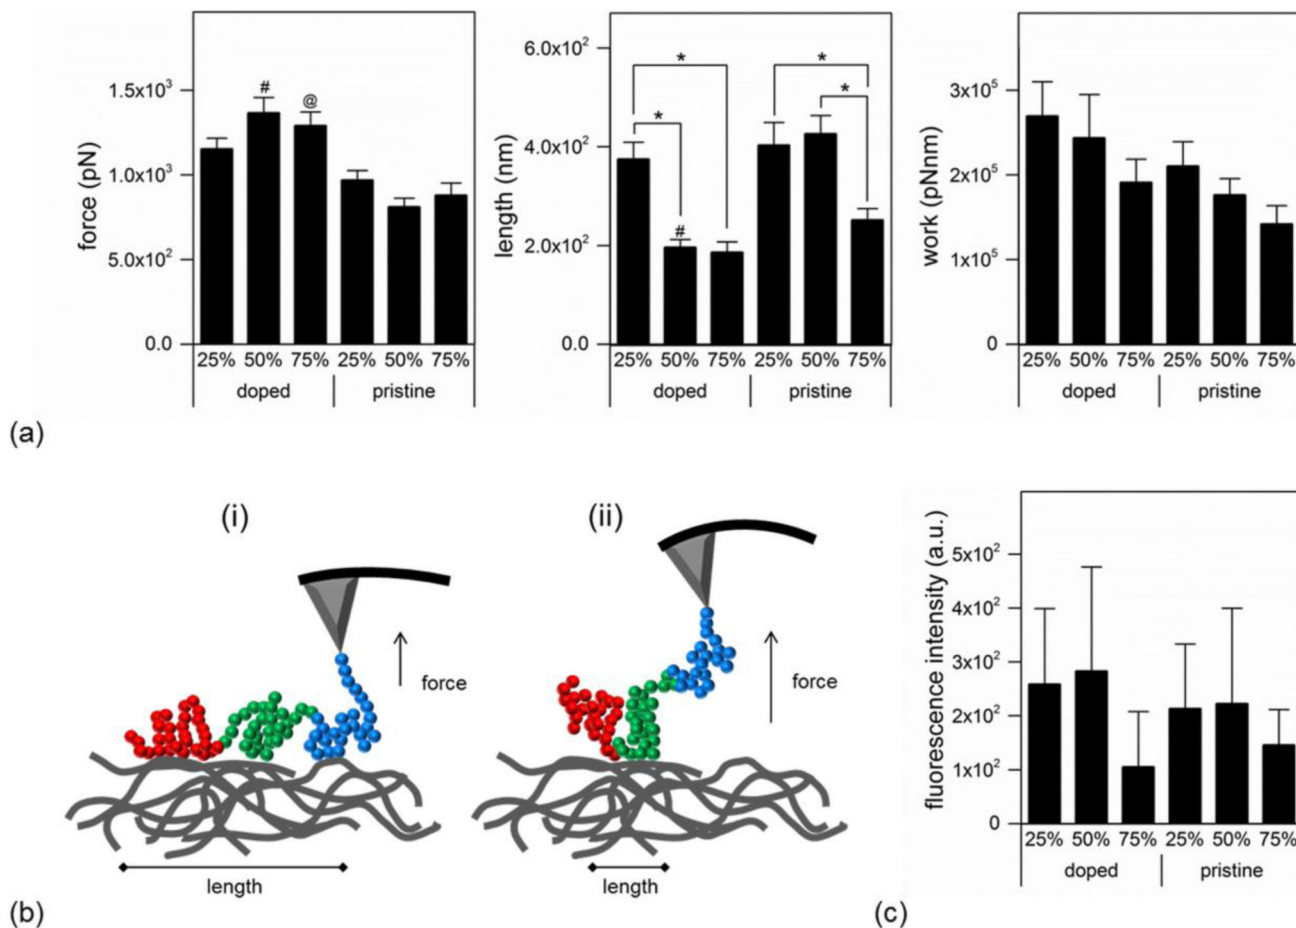 force (pN)
1.5x10³
1.0x10³
5.0x10²
0.0
#
@
25% 50% 75% 25% 50% 75%
doped pristine
length (nm)
6.0x10²
4.0x10²
2.0x10²
0.0
* *
* *
#
25% 50% 75% 25% 50% 75%
doped pristine
work (pNnm)
3x10⁵
2x10⁵
1x10⁵
0
25% 50% 75% 25% 50% 75%
doped pristine
(a)
(i)
force
length
(ii)
force
length
(b)
fluorescence intensity (a.u.)
5x10²
4x10²
3x10²
2x10²
1x10²
0
25% 50% 75% 25% 50% 75%
doped pristine
(c)